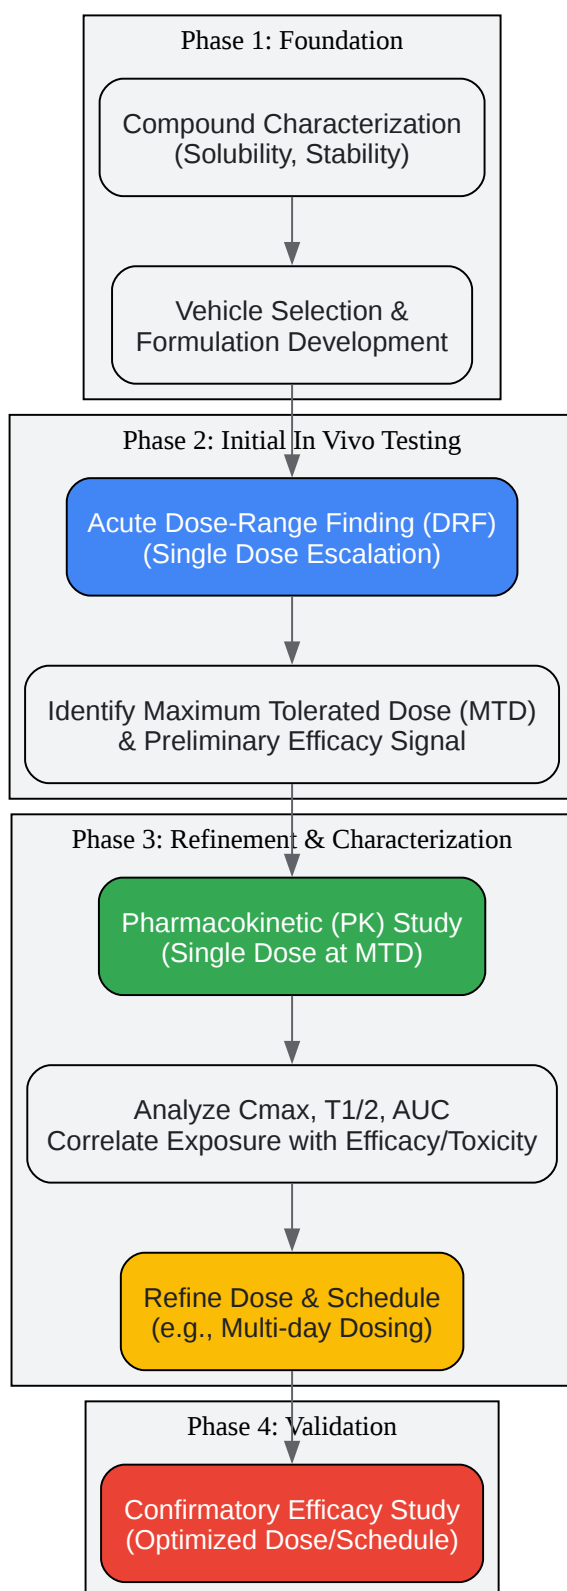 Phase 1: Foundation
Compound Characterization
(Solubility, Stability)
Vehicle Selection &
Formulation Development
Phase 2: Initial In Vivo Testing
Acute Dose-Range Finding (DRF)
(Single Dose Escalation)
Identify Maximum Tolerated Dose (MTD)
& Preliminary Efficacy Signal
Phase 3: Refinement & Characterization
Pharmacokinetic (PK) Study
(Single Dose at MTD)
Analyze Cmax, T1/2, AUC
Correlate Exposure with Efficacy/Toxicity
Refine Dose & Schedule
(e.g., Multi-day Dosing)
Phase 4: Validation
Confirmatory Efficacy Study
(Optimized Dose/Schedule)